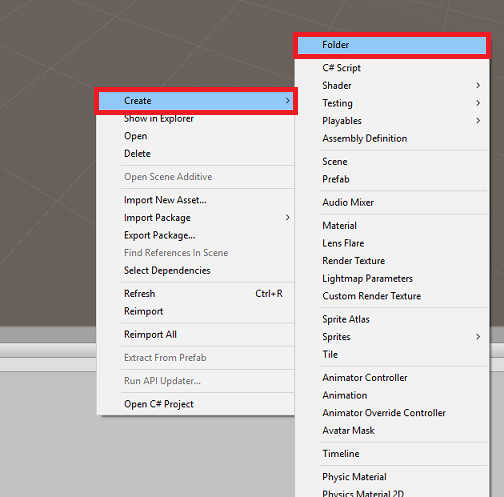 Create
Show in Explorer
Open
Delete
Open Scene Additive
Import New Asset...
Import Package
Export Package...
Find References In Scene
Select Dependencies
Refresh Ctrl+R
Reimport
Reimport All
Extract From Prefab
Run API Updater...
Open C# Project
Folder
C# Script
Shader
Testing
Playables
Assembly Definition
Scene
Prefab
Audio Mixer
Material
Lens Flare
Render Texture
Lightmap Parameters
Custom Render Texture
Sprite Atlas
Sprites
Tile
Animator Controller
Animation
Animator Override Controller
Avatar Mask
Timeline
Physic Material
Physics Material 2D